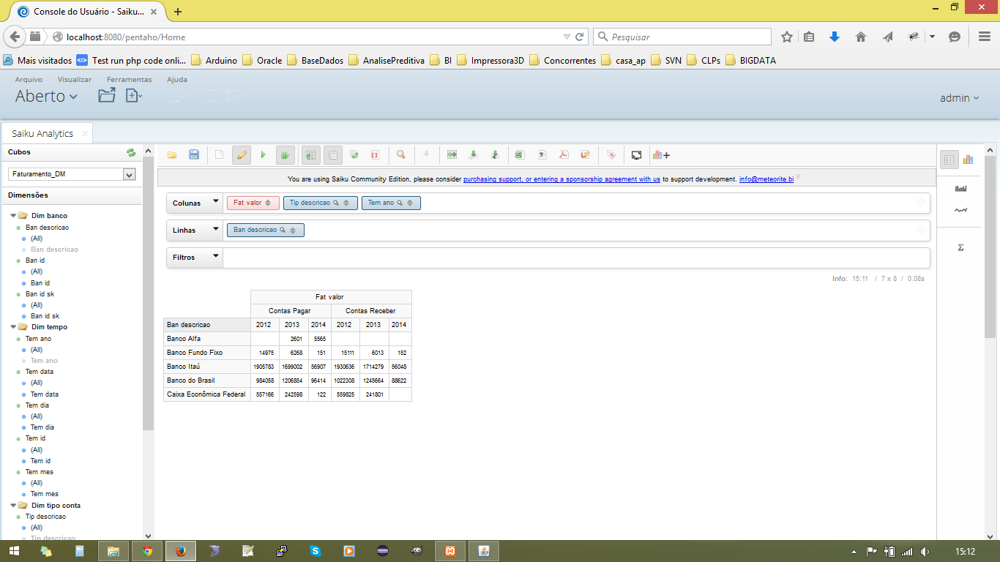 Console do Usuário - Saiku...
localhost:8080/pentaho/Home
Pesquisar
Mais visitados Test run php code onli... Arduino Oracle BaseDados AnalisePreditiva BI Impressora3D Concorrentes casa_ap SVN CLPs BIGDATA
Arquivo Visualizar Ferramentas Ajuda
Aberto
admin
Saiku Analytics
Cubos
Faturamento_DM
Dimensões
Dim banco
Ban descricao
(All)
Ban descricao
Ban id
(All)
Ban id
Ban id sk
(All)
Ban id sk
Dim tempo
Tem ano
(All)
Tem ano
Tem data
(All)
Tem data
Tem dia
(All)
Tem dia
Tem id
(All)
Tem id
Tem mes
(All)
Tem mes
Dim tipo conta
Tip descricao
(All)
Tip descricao
You are using Saiku Community Edition, please consider purchasing support, or entering a sponsorship agreement with us to support development. info@meteorite.bi
Colunas Fat valor Tip descricao Tem ano
Linhas Ban descricao
Filtros
Info: 15:11 / 7 x 8 / 0.08s
Fat valor
Contas Pagar Contas Receber
Ban descricao 2012 2013 2014 2012 2013 2014
Banco Alfa 2601 5565
Banco Fundo Fixo 14975 6268 151 15111 6013 152
Banco Itaú 1905783 1699002 56907 1930636 1714279 56048
Banco do Brasil 984058 1206854 96414 1022308 1245664 88622
Caixa Econômica Federal 557166 242598 122 559825 241801
Σ
15:12